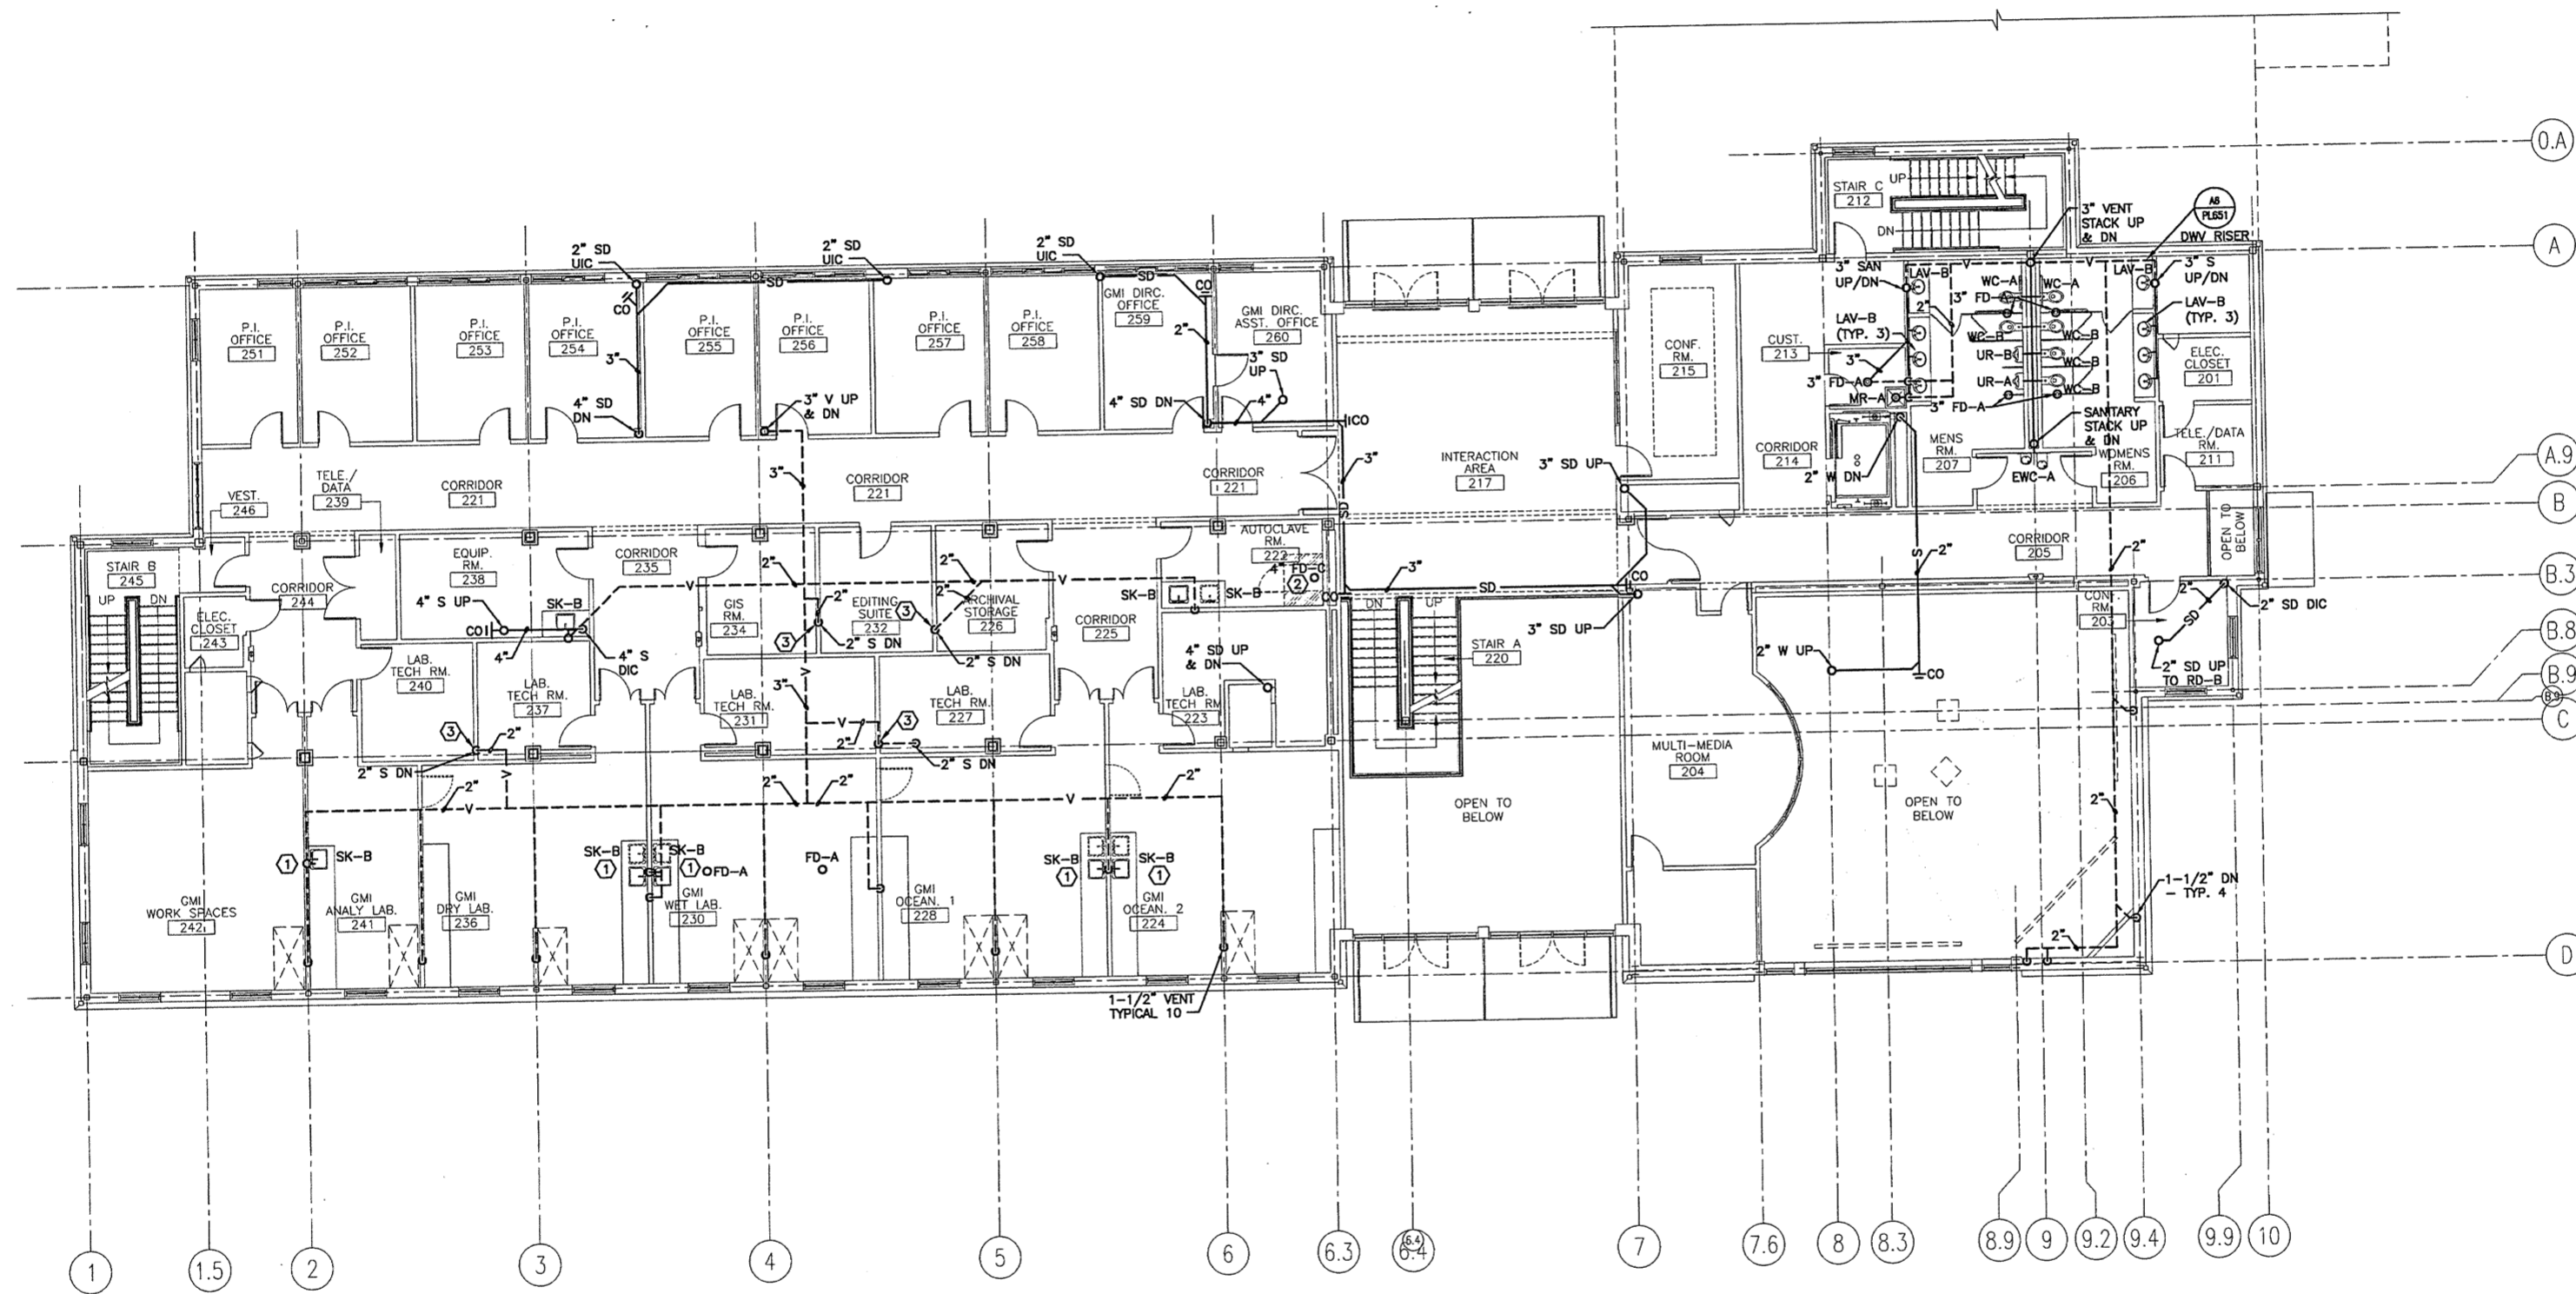 0.A
STAIR C
212
UP
DN
3" VENT
STACK UP
& DN
A6
PL651
DWV RISER
A
2" SD
UIC
2" SD
UIC
2" SD
UIC
SD
SD
CO
CO
P.I.
OFFICE
251
P.I.
OFFICE
252
P.I.
OFFICE
253
P.I.
OFFICE
254
P.I.
OFFICE
255
P.I.
OFFICE
256
P.I.
OFFICE
257
P.I.
OFFICE
258
GMI DIRC.
OFFICE
259
GMI DIRC.
ASST. OFFICE
260
3"
2"
3" SD
UP
4" SD
DN
3" V UP
& DN
4" SD DN
4"
CO
CONF.
RM.
215
CUST.
213
3" SAN
UP/DN
LAV-B
V
V
LAV-B
3" S
UP/DN
WC-A
WC-A
3"
FD-A
2"
LAV-B
(TYP. 3)
LAV-B
(TYP. 3)
WC-B
WC-B
UR-B
WC-B
UR-A
WC-B
3"
3" FD-A
MR-A
3" FD-A
ELEC.
CLOSET
201
SANITARY
STACK UP
& DN
TELE./DATA
RM.
211
CORRIDOR
214
MENS
RM.
207
WOMENS
RM.
206
EWC-A
2" W DN
A.9
VEST.
246
TELE./
DATA
239
CORRIDOR
221
3"
CORRIDOR
221
CORRIDOR
221
3"
INTERACTION
AREA
217
3" SD UP
B
STAIR B
245
UP
DN
CORRIDOR
244
ELEC.
CLOSET
243
EQUIP.
RM.
238
CORRIDOR
235
4" S UP
SK-B
CO
4"
4" S
DIC
V
GIS
RM.
234
2"
2"
EDITING
SUITE
232
3
3
2" S DN
2"
2"
ARCHIVAL
STORAGE
226
2" S DN
V
CORRIDOR
225
AUTOCLAVE
RM.
222
4" FD-C
2
SK-B
SK-B
CO
S
3"
SD
CO
DN
UP
3" SD UP
STAIR A
220
S
2"
CORRIDOR
205
2"
OPEN TO
BELOW
B.3
CONF.
RM.
203
2"
SD
2" SD DIC
2" SD UP
TO RD-B
B.8
B.9
C
LAB.
TECH RM.
240
LAB.
TECH RM.
237
LAB.
TECH RM.
231
LAB.
TECH RM.
227
LAB.
TECH RM.
223
4" SD UP
& DN
2" W UP
CO
V
3"
V
2"
3
2" S DN
3
2"
2" S DN
V
MULTI-MEDIA
ROOM
204
OPEN TO
BELOW
OPEN TO
BELOW
2"
V
2"
2"
2"
V
2"
1
SK-B
SK-B
1
SK-B
1
FD-A
FD-A
SK-B
1
SK-B
1
GMI
WORK SPACES
242
GMI
ANALY LAB.
241
GMI
DRY LAB.
236
GMI
WET LAB.
230
GMI
OCEAN. 1
228
GMI
OCEAN. 2
224
1-1/2" DN
- TYP. 4
2"
D
1-1/2" VENT
TYPICAL 10
1
1.5
2
3
4
5
6
6.3
6.4
7
7.6
8
8.3
8.9
9
9.2
9.4
9.9
10